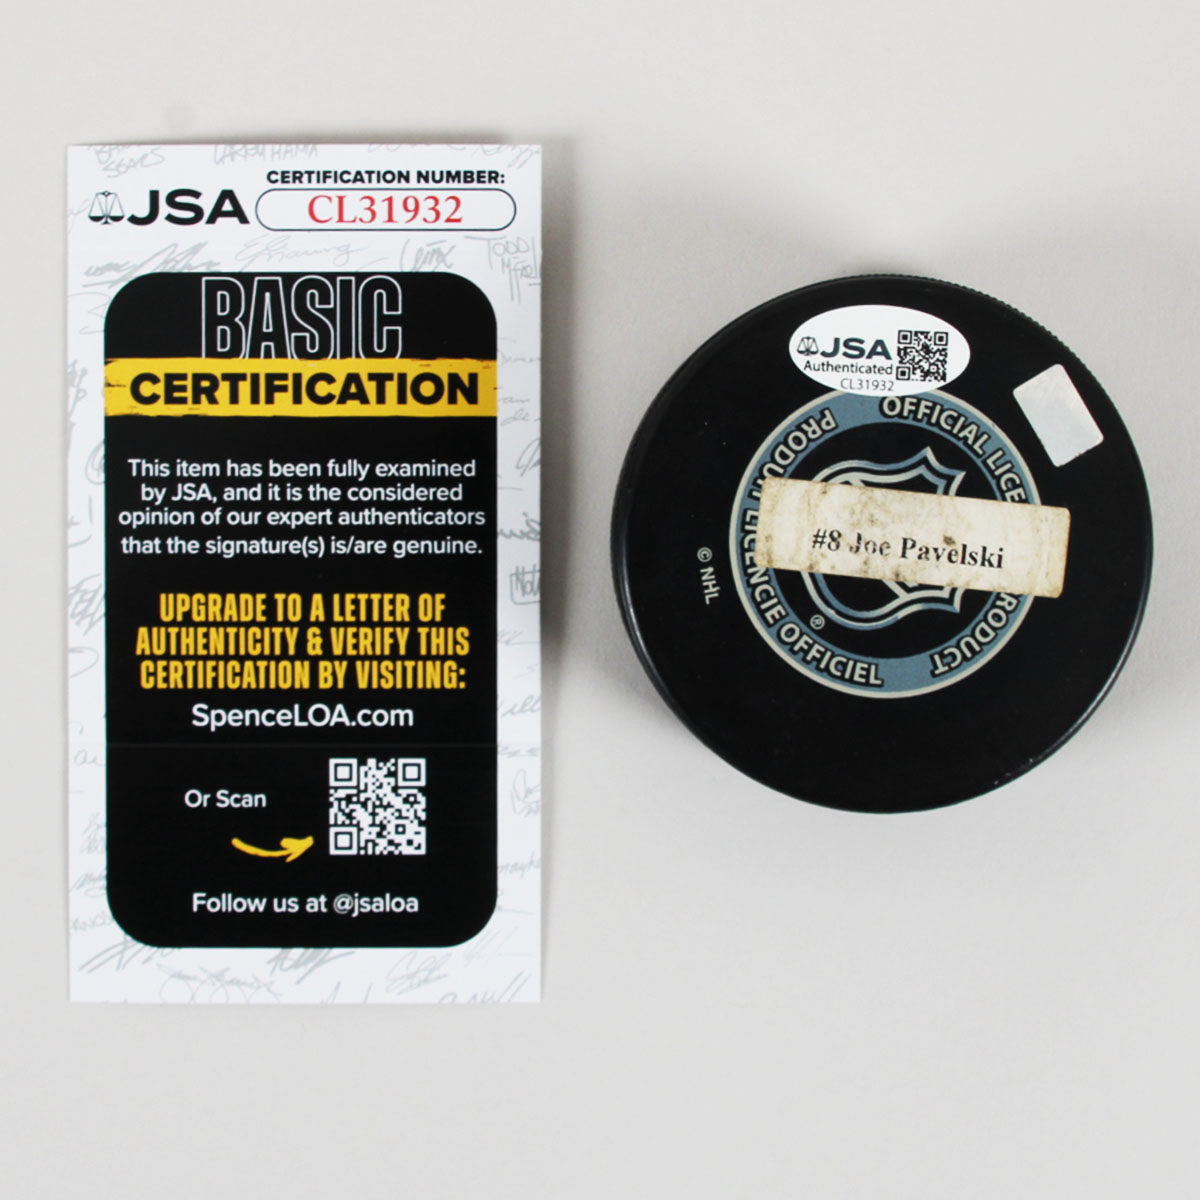 JSA
CERTIFICATION NUMBER:
CL31932
BASIC
CERTIFICATION
This item has been fully examined
by JSA, and it is the considered
opinion of our expert authenticators
that the signature(s) is/are genuine.
UPGRADE TO A LETTER OF
AUTHENTICITY & VERIFY THIS
CERTIFICATION BY VISITING:
SpenceLOA.com
Or Scan
Follow us at @jsaloa
JSA
Authenticated
CL31932
OFFICIAL
PRODUCT
LICENCIE OFFICIEL
#8 Joe Pavelski
© NHL
®